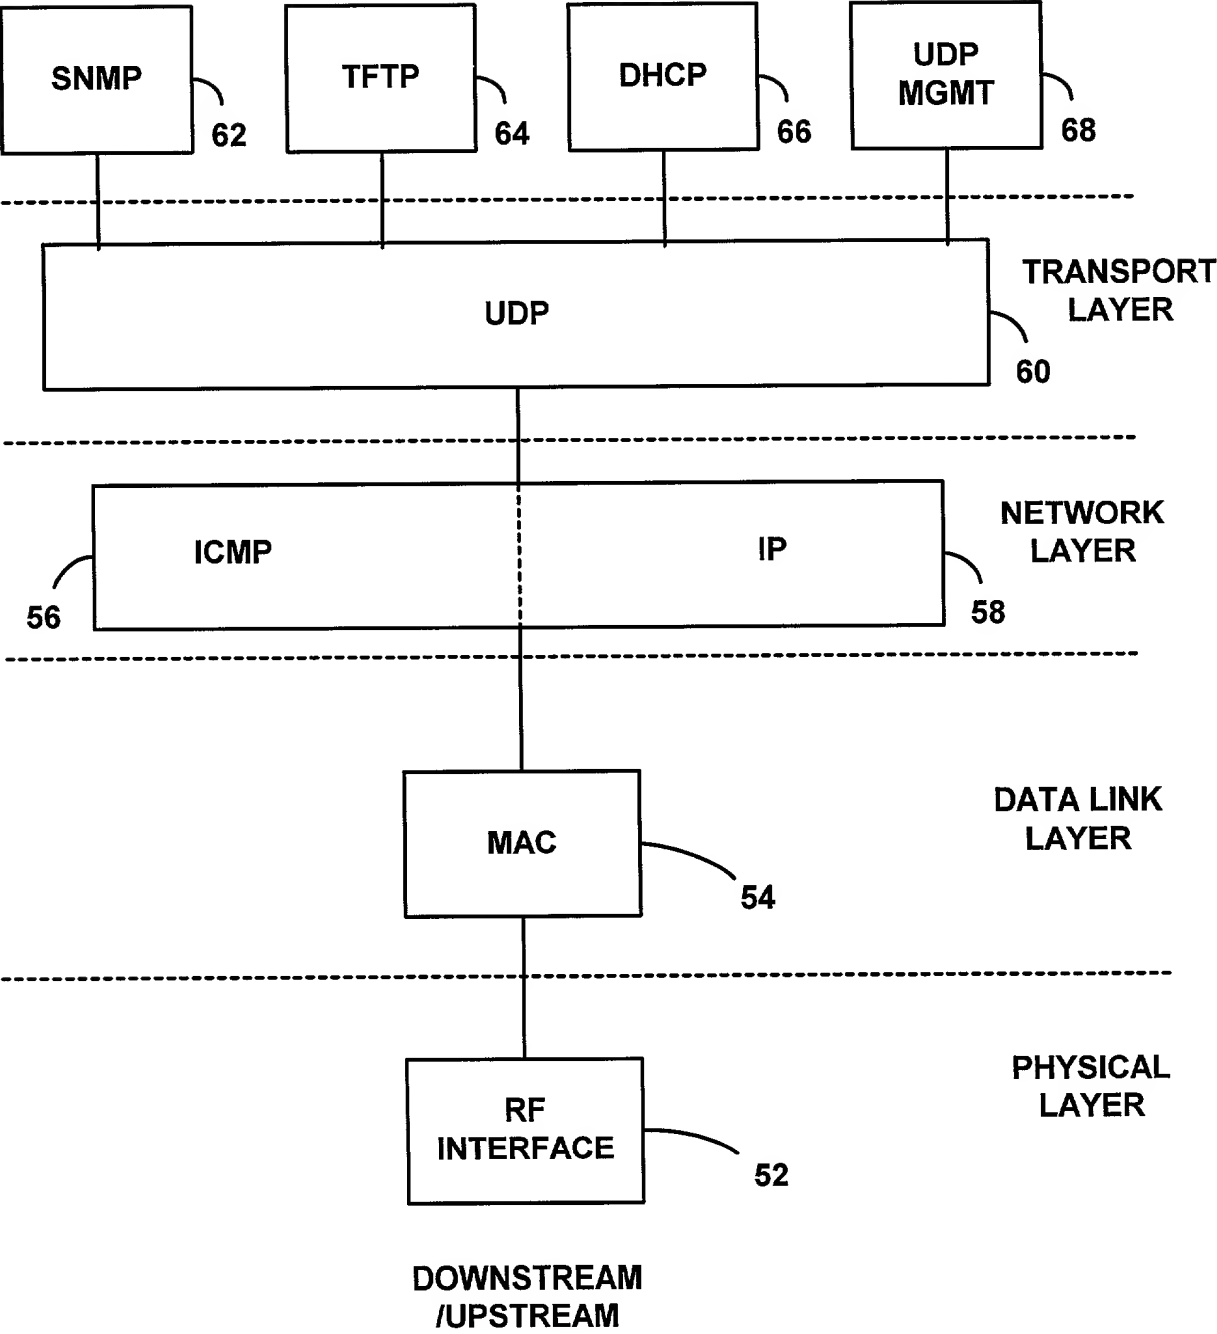 SNMP
62
TFTP
64
DHCP
66
UDP
MGMT
68
TRANSPORT
LAYER
UDP
60
NETWORK
LAYER
ICMP
IP
56
58
DATA LINK
LAYER
MAC
54
PHYSICAL
LAYER
RF
INTERFACE
52
DOWNSTREAM
/UPSTREAM